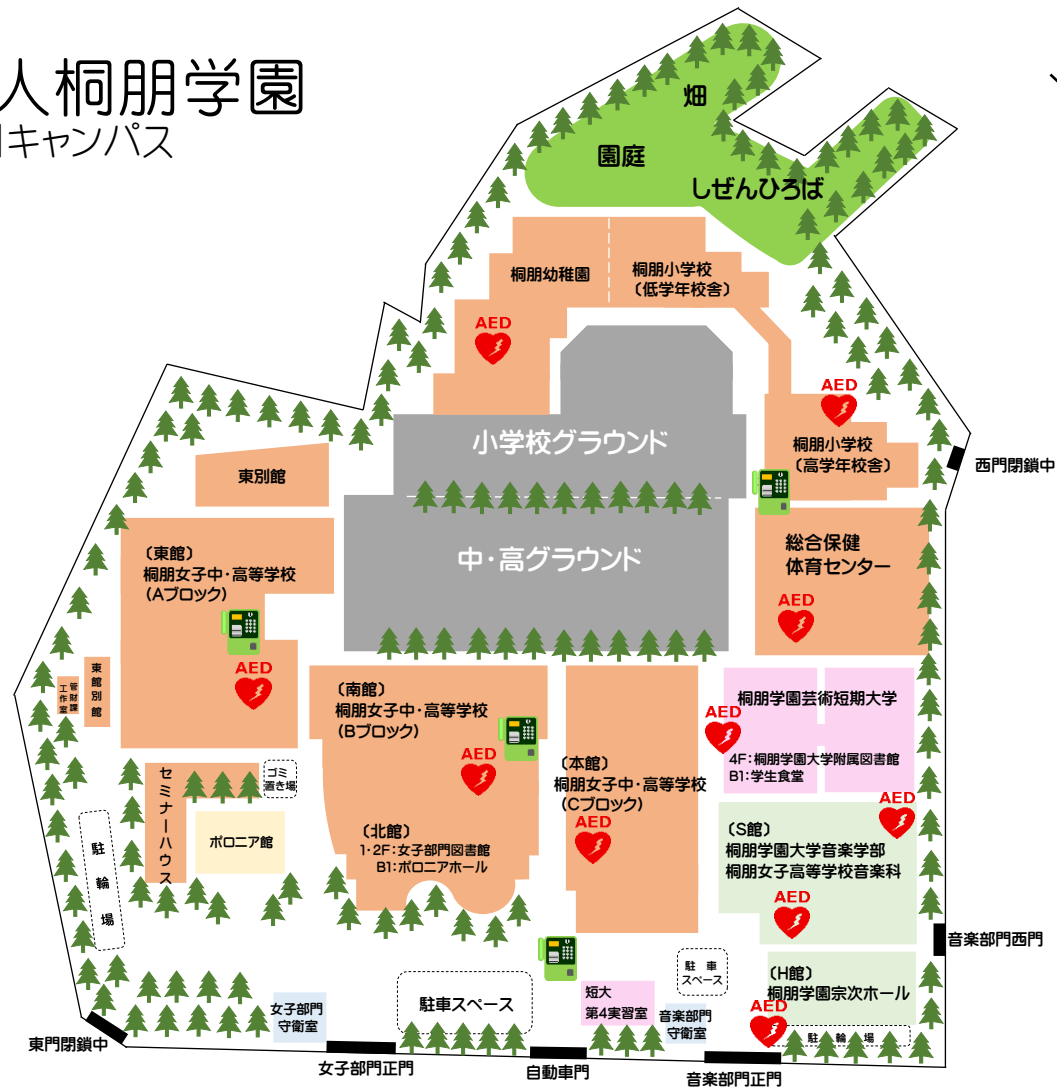 人桐朋学園
キャンパス
畑
園庭
しぜんひろば
桐朋幼稚園
桐朋小学校
(低学年校舎)
AED
AED
小学校グラウンド
桐朋小学校
(高学年校舎)
西門閉鎖中
東別館
中・高グラウンド
総合保健
体育センター
AED
(東館)
桐朋女子中・高等学校
(Aブロック)
AED
東館別館
管財課
工作室
(南館)
桐朋女子中・高等学校
(Bブロック)
AED
(本館)
桐朋女子中・高等学校
(Cブロック)
AED
桐朋学園芸術短期大学
AED
4F:桐朋学園大学附属図書館
B1:学生食堂
AED
セミナーハウス
ゴミ
置き場
ポロニア館
(北館)
1・2F:女子部門図書館
B1:ポロニアホール
(S館)
桐朋学園大学音楽学部
桐朋女子高等学校音楽科
AED
駐輪場
音楽部門西門
駐車
スペース
(H館)
桐朋学園宗次ホール
AED
駐輪場
女子部門
守衛室
駐車スペース
短大
第4実習室
音楽部門
守衛室
東門閉鎖中
女子部門正門
自動車門
音楽部門正門